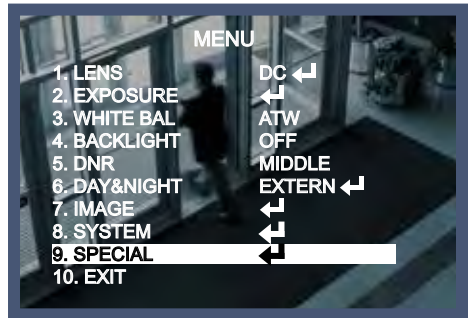 MENU
1. LENS DC ↵
2. EXPOSURE ↵
3. WHITE BAL ATW
4. BACKLIGHT OFF
5. DNR MIDDLE
6. DAY&NIGHT EXTERN ↵
7. IMAGE ↵
8. SYSTEM ↵
9. SPECIAL ↵
10. EXIT